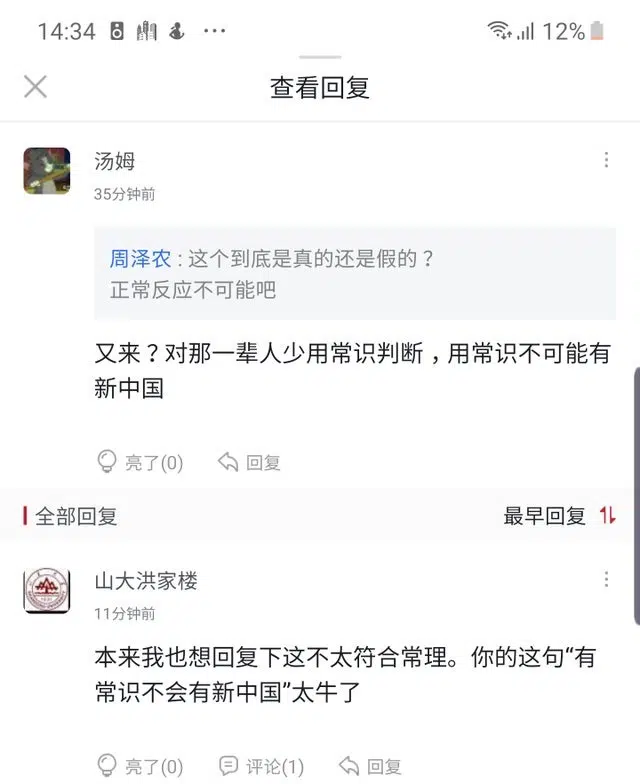 14:34
12%
查看回复
汤姆
35分钟前
周泽农：这个到底是真的还是假的？
正常反应不可能吧
又来？对那一辈人少用常识判断，用常识不可能有
新中国
亮了(0) 回复
全部回复 最早回复
山大洪家楼
11分钟前
本来我也想回复下这不太符合常理。你的这句“有
常识不会有新中国”太牛了
亮了(0) 评论(1) 回复